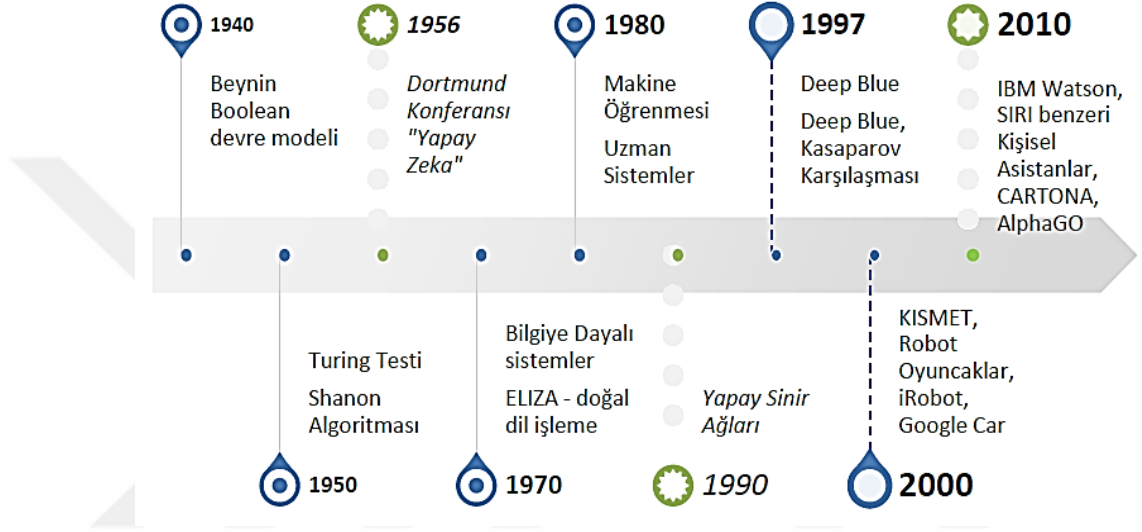 1940
Beynin
Boolean
devre modeli
1956
Dortmund
Konferansı
"Yapay
Zeka"
1980
Makine
Öğrenmesi
Uzman
Sistemler
1997
Deep Blue
Deep Blue,
Kasaparov
Karşılaşması
2010
IBM Watson,
SIRI benzeri
Kişisel
Asistanlar,
CARTONA,
AlphaGO
Turing Testi
Shanon
Algoritması
1950
Bilgiye Dayalı
sistemler
ELIZA - doğal
dil işleme
1970
Yapay Sinir
Ağları
1990
KISMET,
Robot
Oyuncaklar,
iRobot,
Google Car
2000